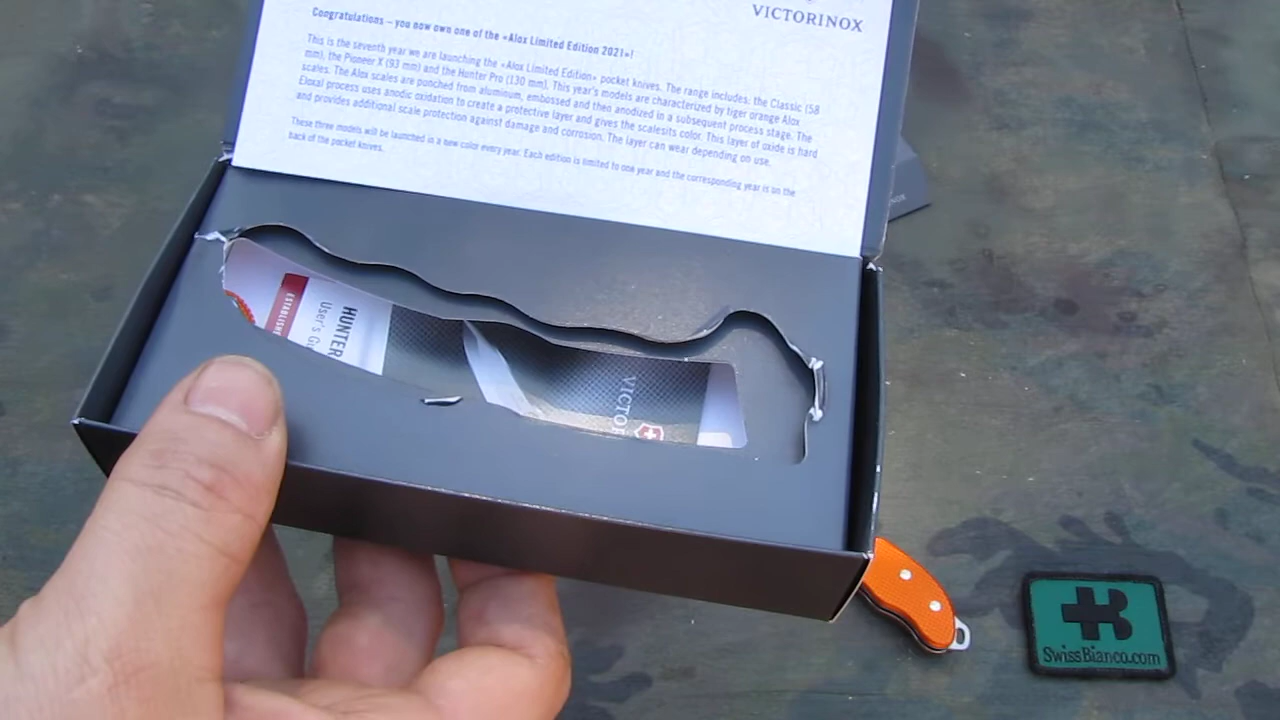 VICTORINOX
Congratulations – you now own one of the «Alox Limited Edition 2021»!
This is the seventh year we are launching the «Alox Limited Edition» pocket knives. The range includes: the Classic (58
mm), the Pioneer X (93 mm) and the Hunter Pro (130 mm). This year's models are characterized by tiger orange Alox
scales. The Alox scales are punched from aluminum, embossed and then anodized in a subsequent process stage. The
Eloxal process uses anodic oxidation to create a protective layer and gives the scalesits color. This layer of oxide is hard
and provides additional scale protection against damage and corrosion. The layer can wear depending on use.
These three models will be launched in a new color every year. Each edition is limited to one year and the corresponding year is on the
back of the pocket knives.
NOX
ESTABLISH
HUNTER
User's Gu
VICTOR
SwissBianco.com